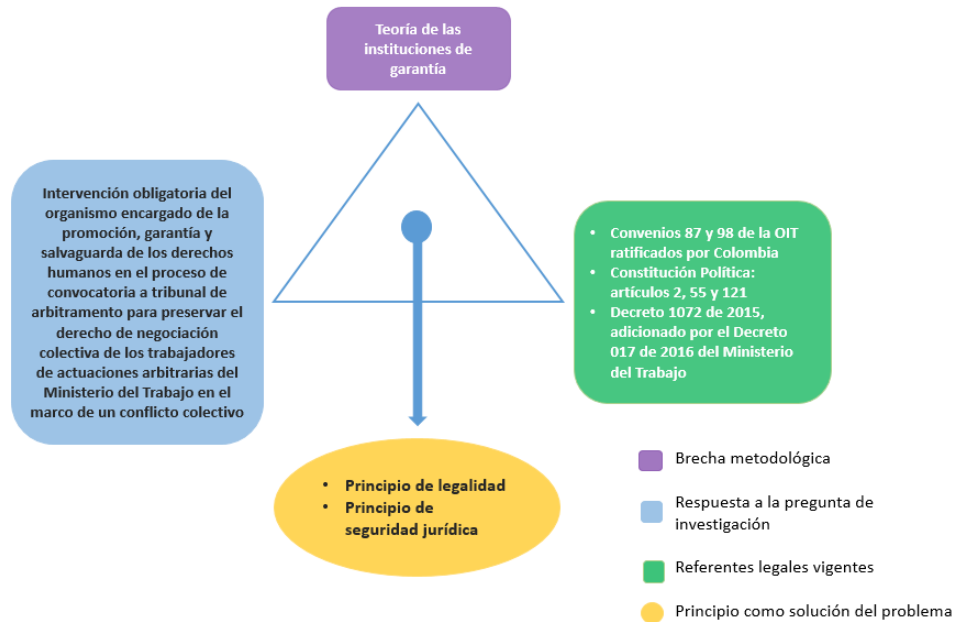 Teoría de las
instituciones de
garantía
Intervención obligatoria del
organismo encargado de la
promoción, garantía y
salvaguarda de los derechos
humanos en el proceso de
convocatoria a tribunal de
arbitramento para preservar el
derecho de negociación
colectiva de los trabajadores
de actuaciones arbitrarias del
Ministerio del Trabajo en el
marco de un conflicto colectivo
• Convenios 87 y 98 de la OIT
ratificados por Colombia
• Constitución Política:
artículos 2, 55 y 121
• Decreto 1072 de 2015,
adicionado por el Decreto
017 de 2016 del Ministerio
del Trabajo
• Principio de legalidad
• Principio de
seguridad jurídica
Brecha metodológica
Respuesta a la pregunta de
investigación
Referentes legales vigentes
Principio como solución del problema